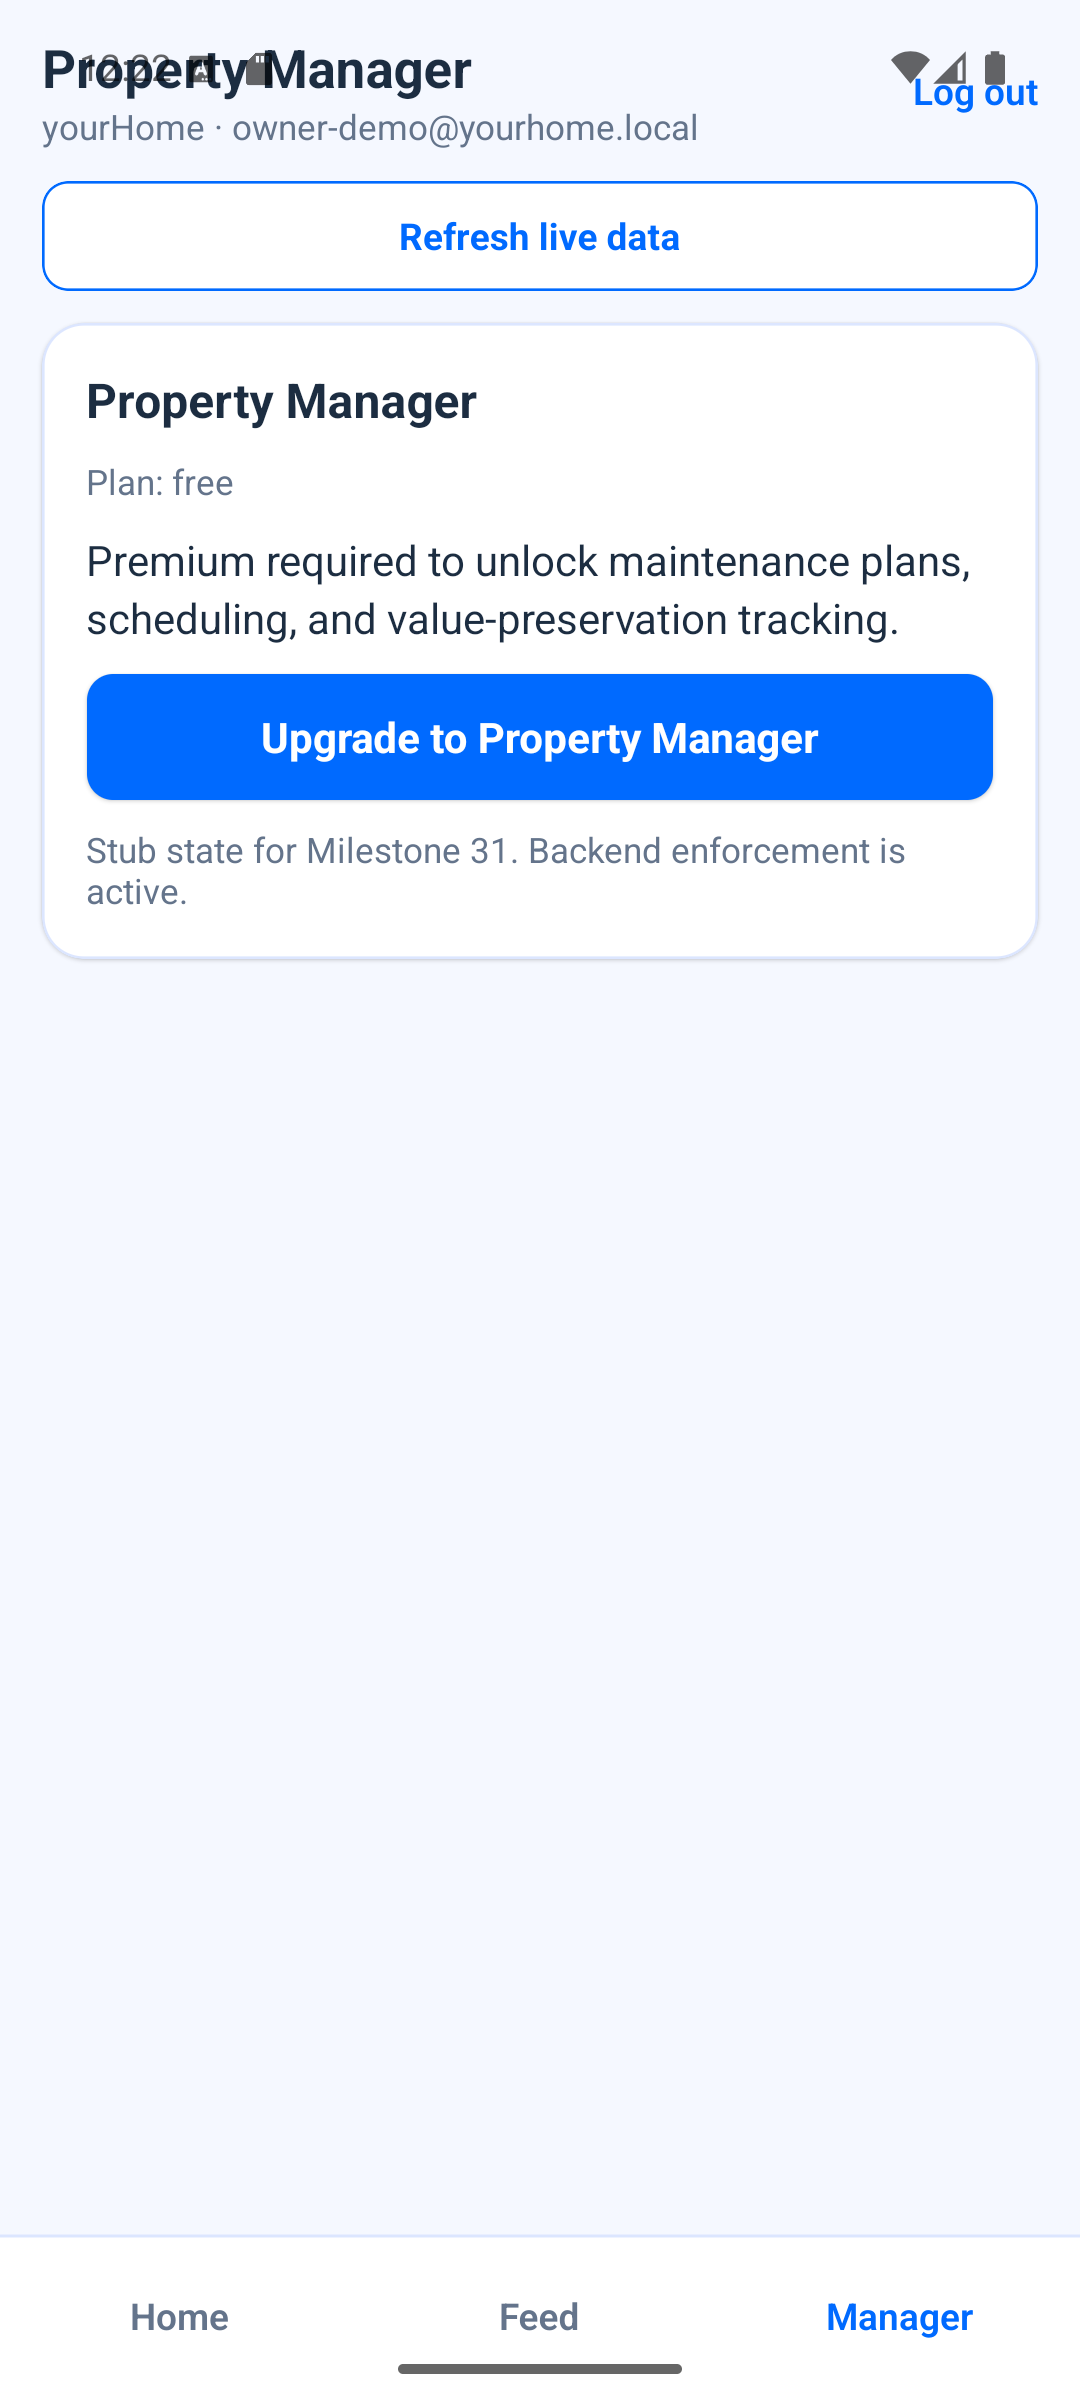 12:22
Property Manager
Log out
yourHome · owner-demo@yourhome.local
Refresh live data
Property Manager
Plan: free
Premium required to unlock maintenance plans,
scheduling, and value-preservation tracking.
Upgrade to Property Manager
Stub state for Milestone 31. Backend enforcement is
active.
Home
Feed
Manager